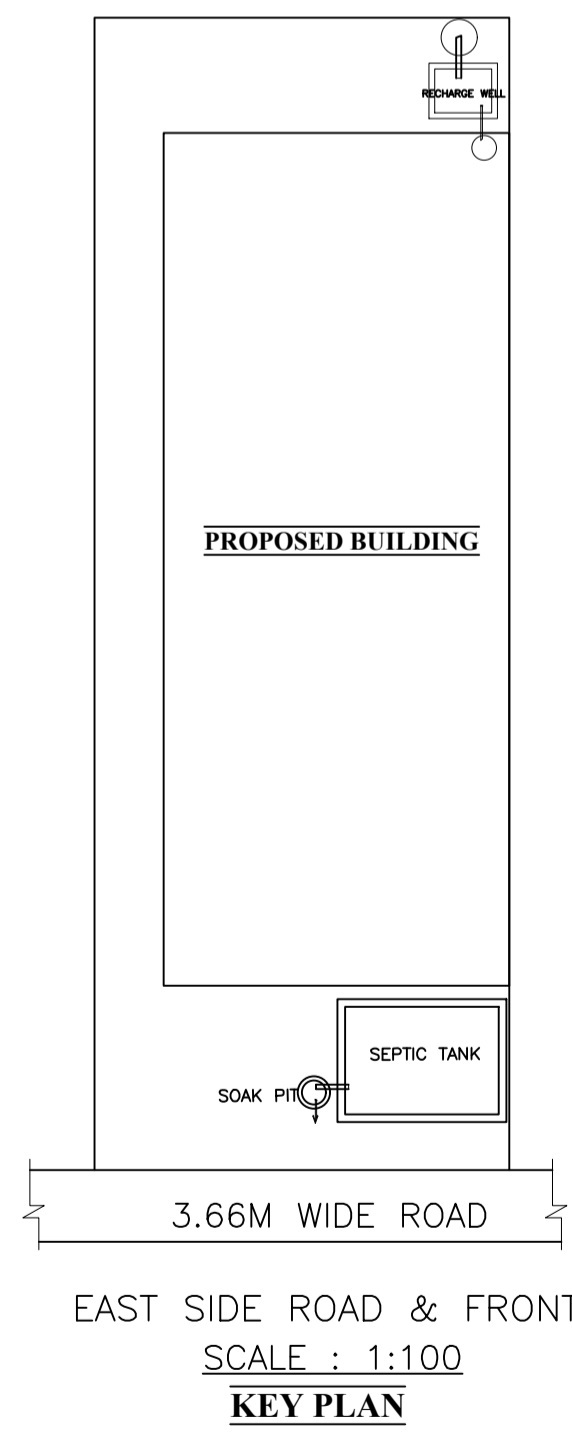 RECHARGE WELL
PROPOSED BUILDING
SEPTIC TANK
SOAK PIT
3.66M WIDE ROAD
EAST SIDE ROAD & FRONT
SCALE : 1:100
KEY PLAN